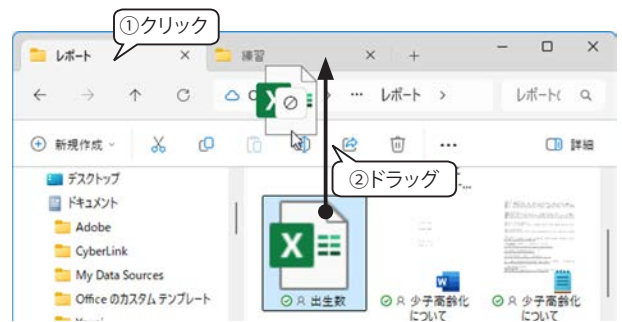 ①クリック
レポート
練習
レポート
レポート(
新規作成
詳細
②ドラッグ
デスクトップ
ドキュメント
Adobe
CyberLink
My Data Sources
Office のカスタム テンプレート
出生数
少子高齢化
について
少子高齢化
について